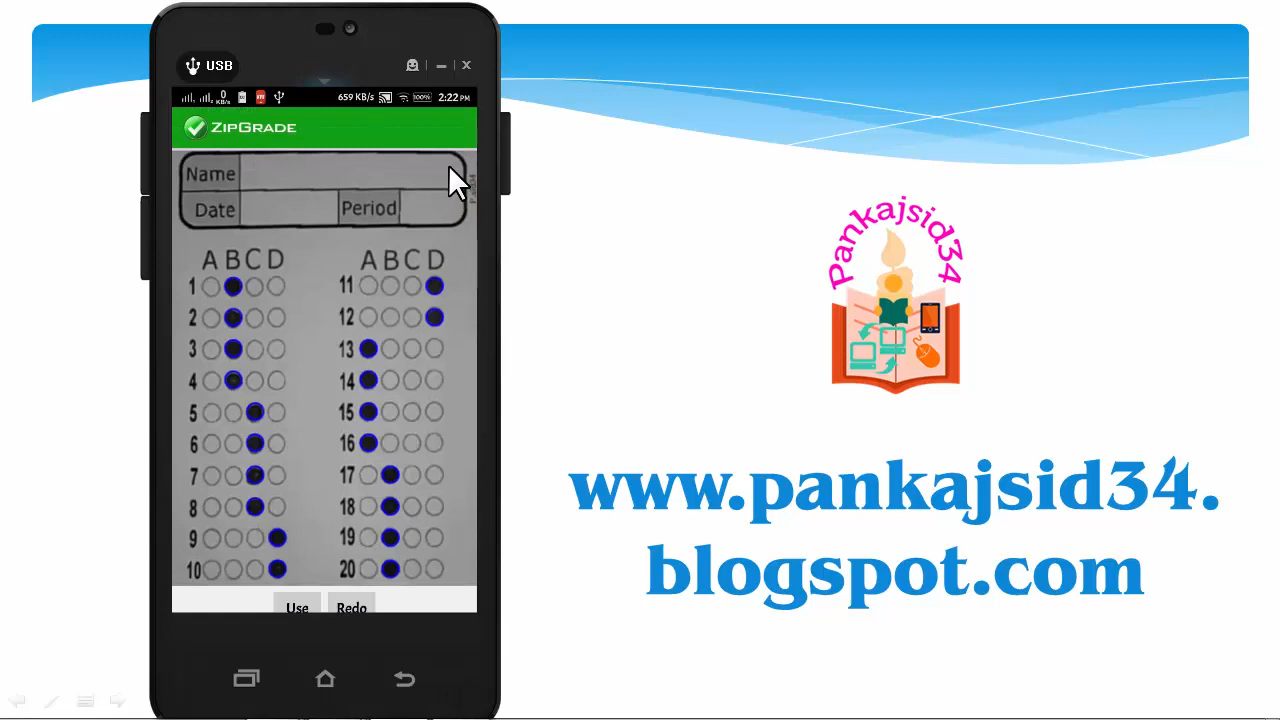 USB
0
KB/s
659 KB/s
100%
2:22 PM
ZIPGRADE
Name
Date Period
A B C D A B C D
1 11
2 12
3 13
4 14
5 15
6 16
7 17
8 18
9 19
10 20
Use Redo
Pankajsid34
www.pankajsid34.
blogspot.com